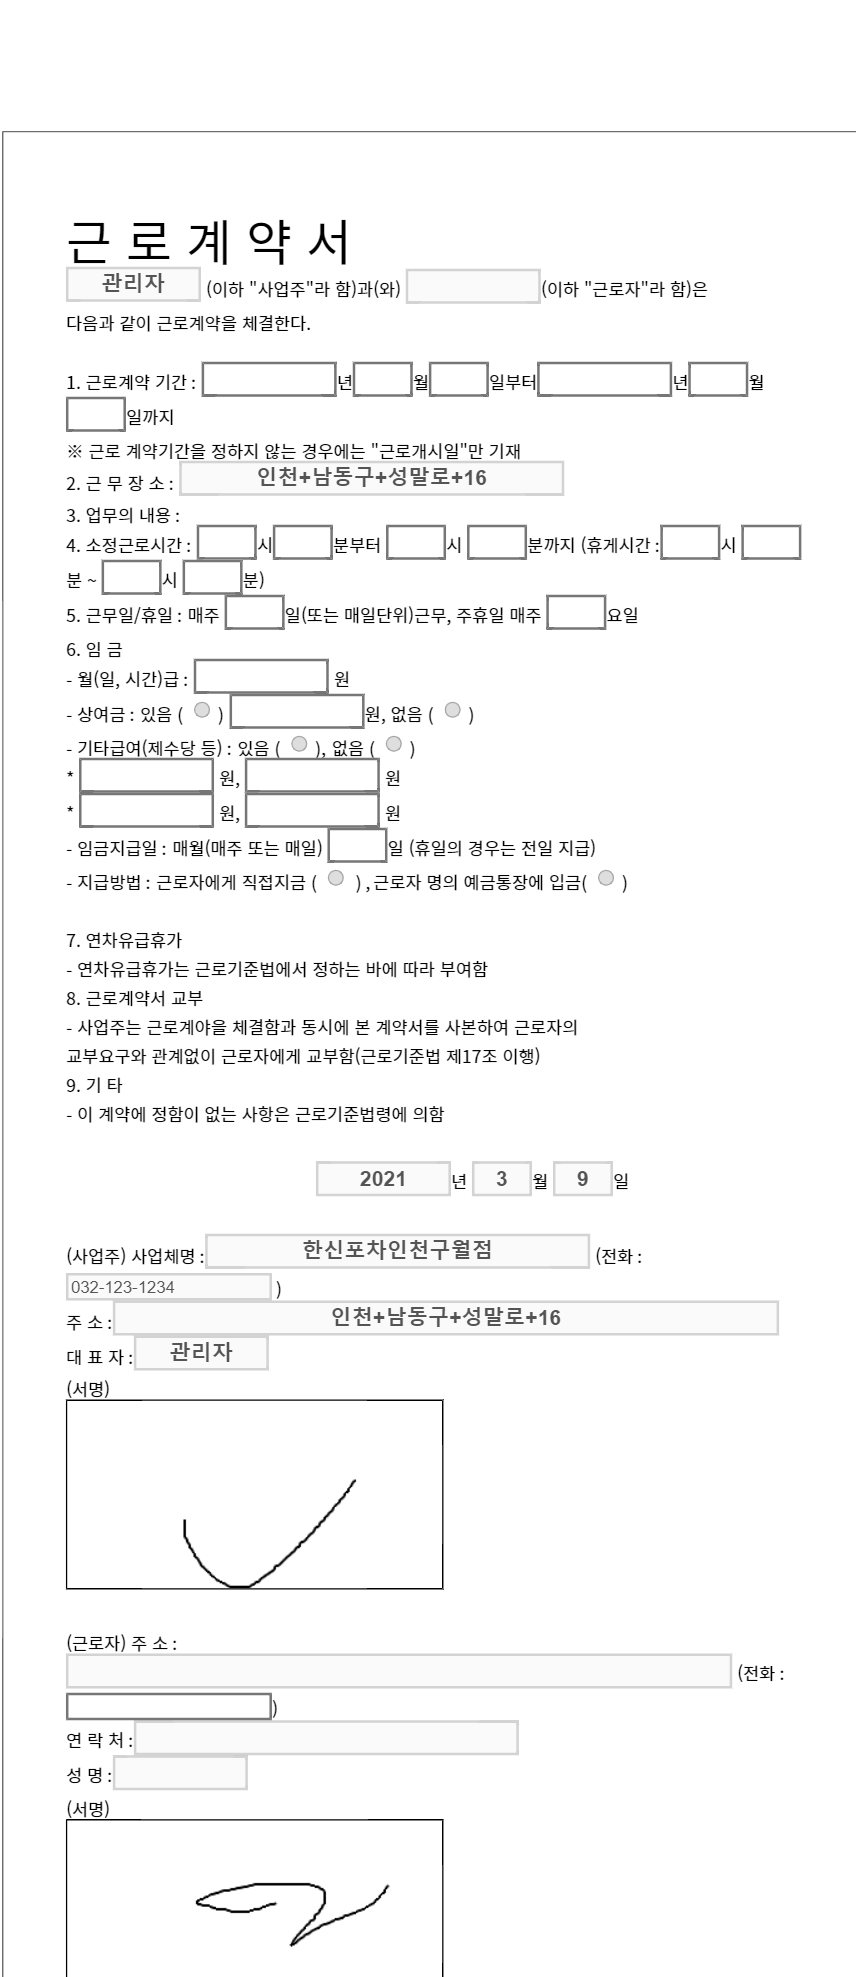 근 로 계 약 서
관리자 (이하 "사업주"라 함)과(와) (이하 "근로자"라 함)은
다음과 같이 근로계약을 체결한다.
1. 근로계약 기간 : 년 월 일부터 년 월
일까지
※ 근로 계약기간을 정하지 않는 경우에는 "근로개시일"만 기재
2. 근 무 장 소 : 인천+남동구+성말로+16
3. 업무의 내용 :
4. 소정근로시간 : 시 분부터 시 분까지 (휴게시간 : 시
분 ~ 시 분)
5. 근무일/휴일 : 매주 일(또는 매일단위)근무, 주휴일 매주 요일
6. 임 금
- 월(일, 시간)급 : 원
- 상여금 : 있음 ( ) 원, 없음 ( )
- 기타급여(제수당 등) : 있음 ( ), 없음 ( )
* 원, 원
* 원, 원
- 임금지급일 : 매월(매주 또는 매일) 일 (휴일의 경우는 전일 지급)
- 지급방법 : 근로자에게 직접지금 ( ) , 근로자 명의 예금통장에 입금( )
7. 연차유급휴가
- 연차유급휴가는 근로기준법에서 정하는 바에 따라 부여함
8. 근로계약서 교부
- 사업주는 근로계야을 체결함과 동시에 본 계약서를 사본하여 근로자의
교부요구와 관계없이 근로자에게 교부함(근로기준법 제17조 이행)
9. 기 타
- 이 계약에 정함이 없는 사항은 근로기준법령에 의함
2021 년 3 월 9 일
(사업주) 사업체명 : 한신포차인천구월점 (전화 :
032-123-1234 )
주 소 : 인천+남동구+성말로+16
대 표 자 : 관리자
(서명)
(근로자) 주 소 :
(전화 :
)
연 락 처 :
성 명 :
(서명)